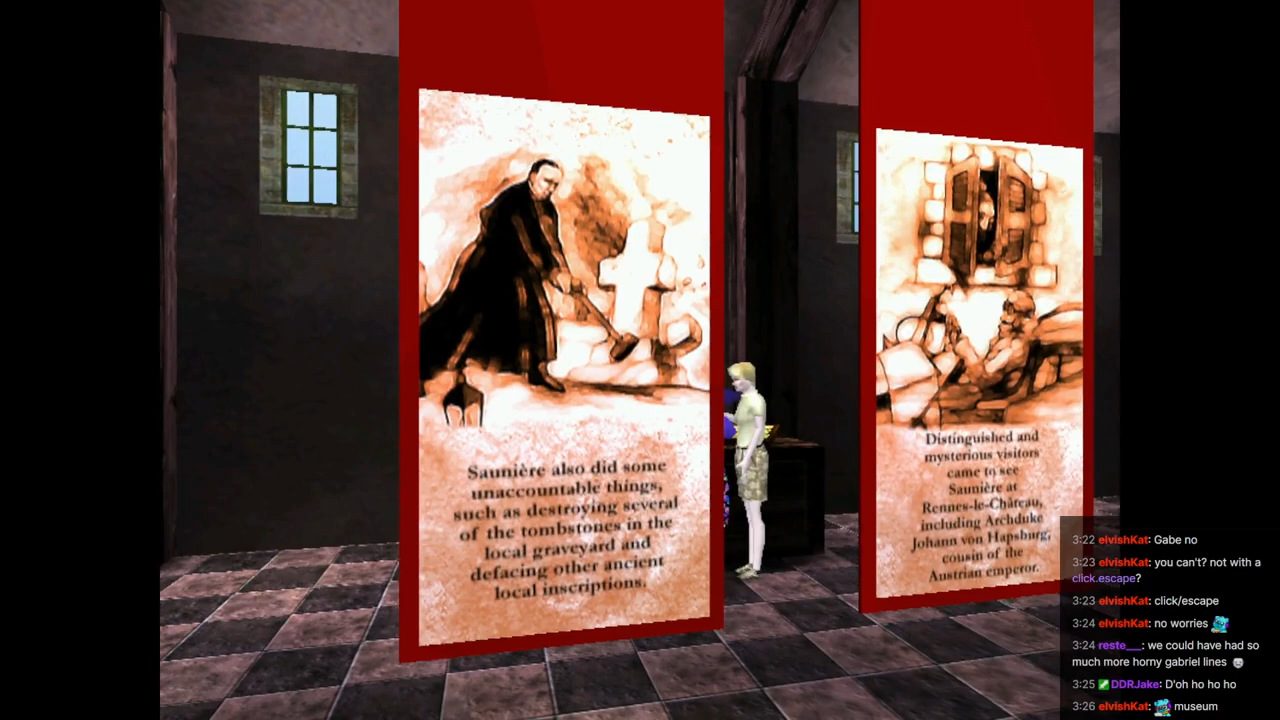 Saunière also did some
unaccountable things,
such as destroying several
of the tombstones in the
local graveyard and
defacing other ancient
local inscriptions.
Distinguished and
mysterious visitors
came to see
Saunière at
Rennes-le-Château,
including Archduke
Johann von Hapsburg,
cousin of the
Austrian emperor.
3:22 elvishKat: Gabe no
3:23 elvishKat: you can't? not with a
click.escape?
3:23 elvishKat: click/escape
3:24 elvishKat: no worries
3:24 reste___: we could have had so
much more horny gabriel lines
3:25 DDRJake: D'oh ho ho ho
3:26 elvishKat: museum